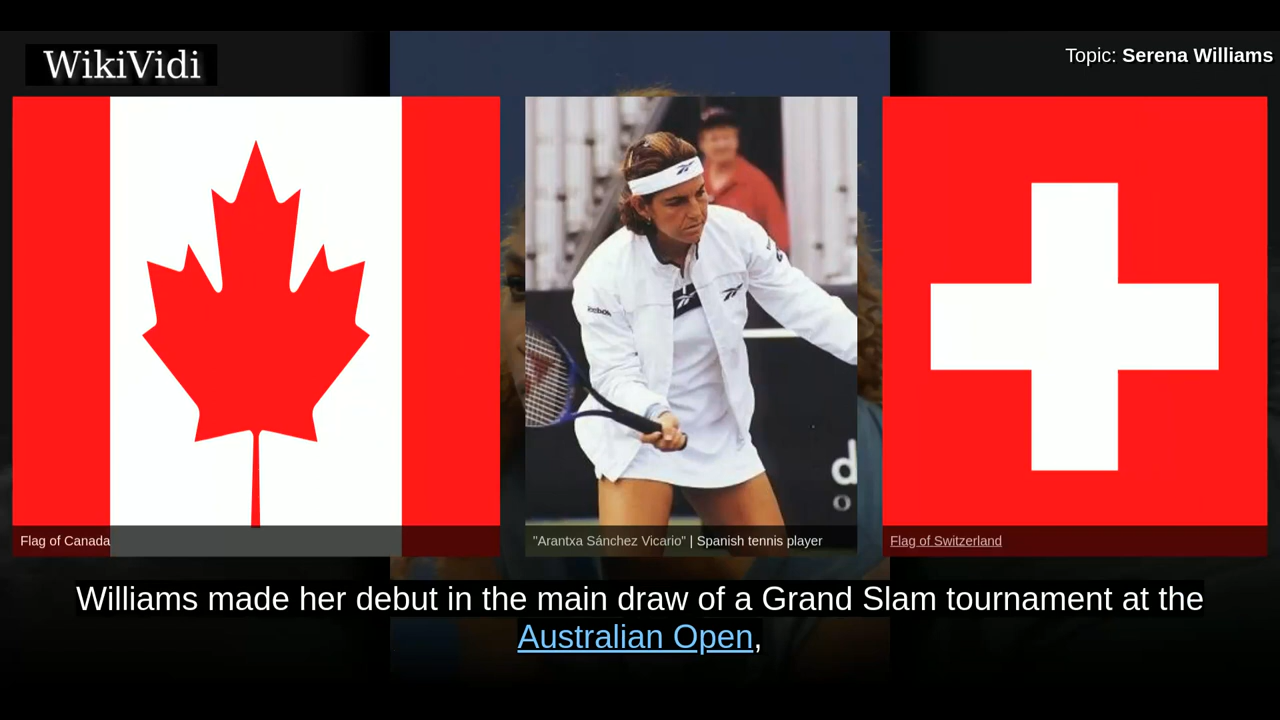 WikiVidi
Topic: Serena Williams
Reebok
d
O
Flag of Canada
"Arantxa Sánchez Vicario" | Spanish tennis player
Flag of Switzerland
Williams made her debut in the main draw of a Grand Slam tournament at the
Australian Open,